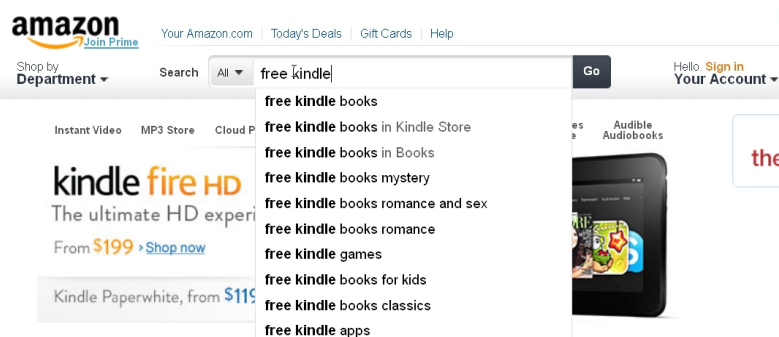 amazon
Join Prime
Your Amazon.com Today's Deals Gift Cards Help
Shop by
Department
Search All free kindle Go
Hello. Sign in
Your Account
free kindle books
free kindle books in Kindle Store
free kindle books in Books
free kindle books mystery
free kindle books romance and sex
free kindle books romance
free kindle games
free kindle books for kids
free kindle books classics
free kindle apps
Instant Video MP3 Store Cloud P
Audible
Audiobooks
kindle fire HD
The ultimate HD experi
From $199 > Shop now
Kindle Paperwhite, from $119
the